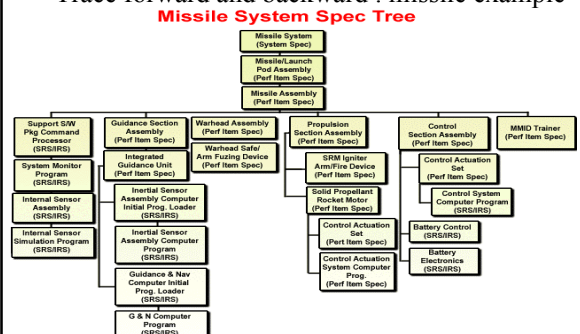 Trace forward and backward : missile example
Missile System Spec Tree
Missile System
(System Spec)
Missile/Launch
Pod Assembly
(Perf Item Spec)
Missile Assembly
(Perf Item Spec)
Support S/W
Pkg Command
Processor
(SRS/IRS)
System Monitor
Program
(SRS/IRS)
Internal Sensor
Assembly
(SRS/IRS)
Internal Sensor
Simulation Program
(SRS/IRS)
Guidance Section
Assembly
(Perf Item Spec)
Integrated
Guidance Unit
(Perf Item Spec)
Inertial Sensor
Assembly Computer
Initial Prog. Loader
(SRS/IRS)
Inertial Sensor
Assembly Computer
Program
(SRS/IRS)
Guidance & Nav
Computer Initial
Prog. Loader
(SRS/IRS)
G & N Computer
Program
(SRS/IRS)
Warhead Assembly
(Perf Item Spec)
Warhead Safe/
Arm Fuzing Device
(Perf Item Spec)
Propulsion
Section Assembly
(Perf Item Spec)
SRM Igniter
Arm/Fire Device
(Perf Item Spec)
Solid Propellant
Rocket Motor
(Perf Item Spec)
Control Actuation
Set
(Pert Item Spec)
Control Actuation
System Computer
Prog.
(Perf Item Spec)
Control
Section Assembly
(Perf Item Spec)
Control Actuation
Set
(Perf Item Spec)
Control System
Computer Program
(SRS/IRS)
Battery Control
(SRS/IRS)
Battery
Electronics
(SRS/IRS)
MMID Trainer
(Perf Item Spec)